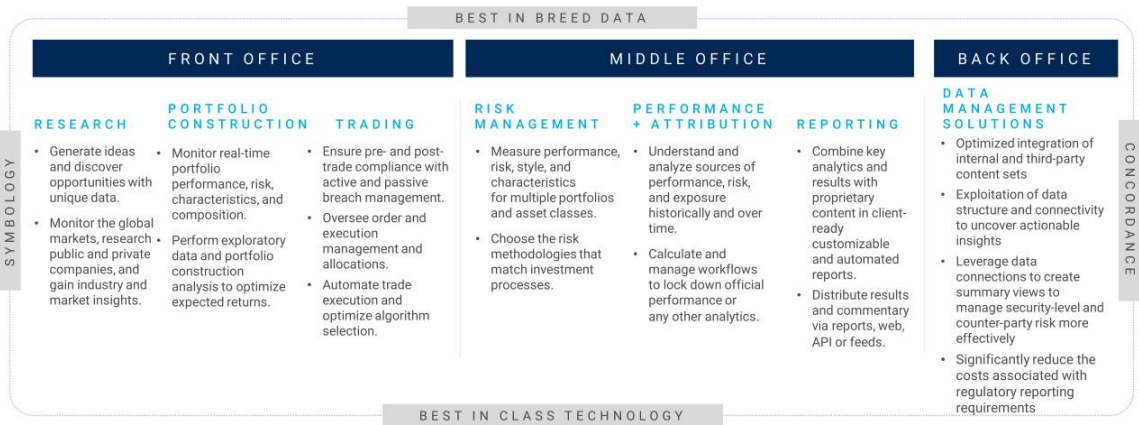 BEST IN BREED DATA
SYMBOLOGY
FRONT OFFICE
RESEARCH
• Generate ideas
and discover
opportunities with
unique data.
• Monitor the global
markets, research
public and private
companies, and
gain industry and
market insights.
PORTFOLIO
CONSTRUCTION
• Monitor real-time
portfolio
performance, risk,
characteristics, and
composition.
• Perform exploratory
data and portfolio
construction
analysis to optimize
expected returns.
TRADING
• Ensure pre- and post-
trade compliance with
active and passive
breach management.
• Oversee order and
execution
management and
allocations.
• Automate trade
execution and
optimize algorithm
selection.
MIDDLE OFFICE
RISK
MANAGEMENT
• Measure performance,
risk, style, and
characteristics
for multiple portfolios
and asset classes.
• Choose the risk
methodologies that
match investment
processes.
PERFORMANCE
+ ATTRIBUTION
• Understand and
analyze sources of
performance, risk,
and exposure
historically and over
time.
• Calculate and
manage workflows
to lock down official
performance or
any other analytics.
REPORTING
• Combine key
analytics and
results with
proprietary
content in client-
ready
customizable
and automated
reports.
• Distribute results
and commentary
via reports, web,
API or feeds.
BACK OFFICE
DATA
MANAGEMENT
SOLUTIONS
• Optimized integration of
internal and third-party
content sets
• Exploitation of data
structure and connectivity
to uncover actionable
insights
• Leverage data
connections to create
summary views to
manage security-level and
counter-party risk more
effectively
• Significantly reduce the
costs associated with
regulatory reporting
requirements
CONCORDANCE
BEST IN CLASS TECHNOLOGY